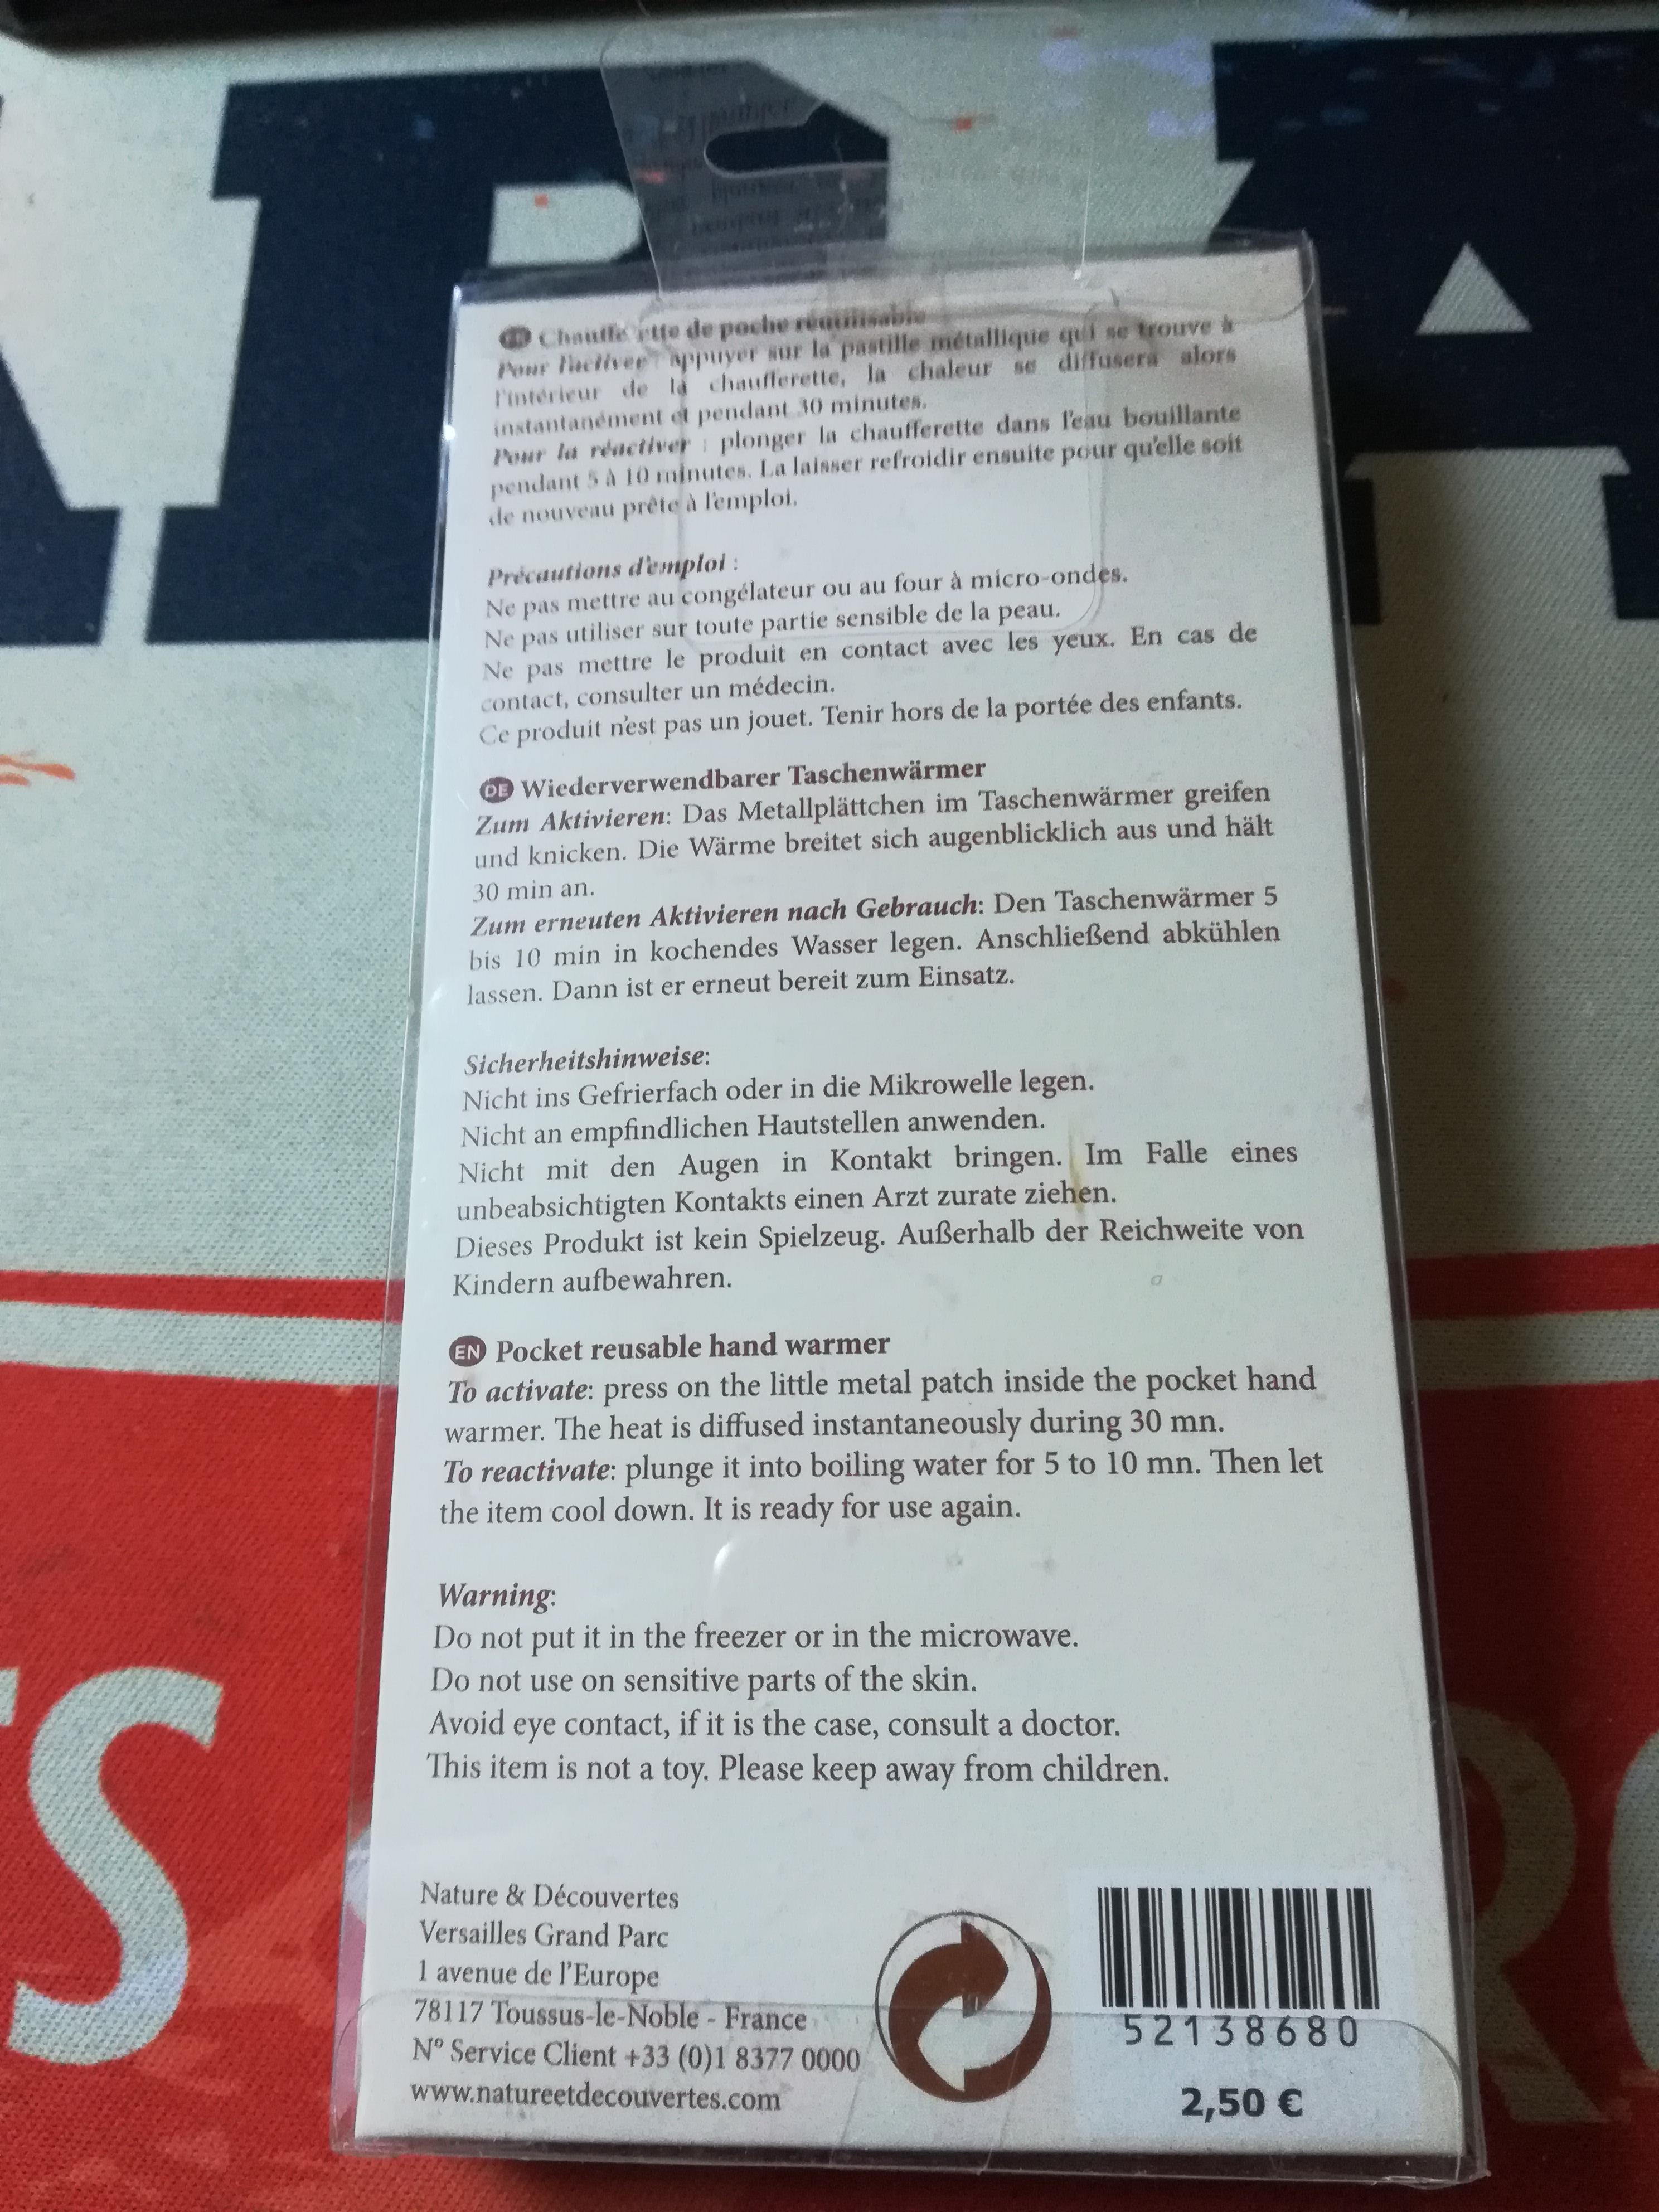 FR Chaufferette de poche réutilisable
Pour l'activer : appuyer sur la pastille métallique qui se trouve à
l'intérieur de la chaufferette, la chaleur se diffusera alors
instantanément et pendant 30 minutes.
Pour la réactiver : plonger la chaufferette dans l'eau bouillante
pendant 5 à 10 minutes. La laisser refroidir ensuite pour qu'elle soit
de nouveau prête à l'emploi.
Précautions d'emploi :
Ne pas mettre au congélateur ou au four à micro-ondes.
Ne pas utiliser sur toute partie sensible de la peau.
Ne pas mettre le produit en contact avec les yeux. En cas de
contact, consulter un médecin.
Ce produit n'est pas un jouet. Tenir hors de la portée des enfants.
DE Wiederverwendbarer Taschenwärmer
Zum Aktivieren: Das Metallplättchen im Taschenwärmer greifen
und knicken. Die Wärme breitet sich augenblicklich aus und hält
30 min an.
Zum erneuten Aktivieren nach Gebrauch: Den Taschenwärmer 5
bis 10 min in kochendes Wasser legen. Anschließend abkühlen
lassen. Dann ist er erneut bereit zum Einsatz.
Sicherheitshinweise:
Nicht ins Gefrierfach oder in die Mikrowelle legen.
Nicht an empfindlichen Hautstellen anwenden.
Nicht mit den Augen in Kontakt bringen. Im Falle eines
unbeabsichtigten Kontakts einen Arzt zurate ziehen.
Dieses Produkt ist kein Spielzeug. Außerhalb der Reichweite von
Kindern aufbewahren.
EN Pocket reusable hand warmer
To activate: press on the little metal patch inside the pocket hand
warmer. The heat is diffused instantaneously during 30 mn.
To reactivate: plunge it into boiling water for 5 to 10 mn. Then let
the item cool down. It is ready for use again.
Warning:
Do not put it in the freezer or in the microwave.
Do not use on sensitive parts of the skin.
Avoid eye contact, if it is the case, consult a doctor.
This item is not a toy. Please keep away from children.
Nature & Découvertes
Versailles Grand Parc
1 avenue de l'Europe
78117 Toussus-le-Noble - France
N° Service Client +33 (0)1 8377 0000
www.natureetdecouvertes.com
52138680
2,50 €